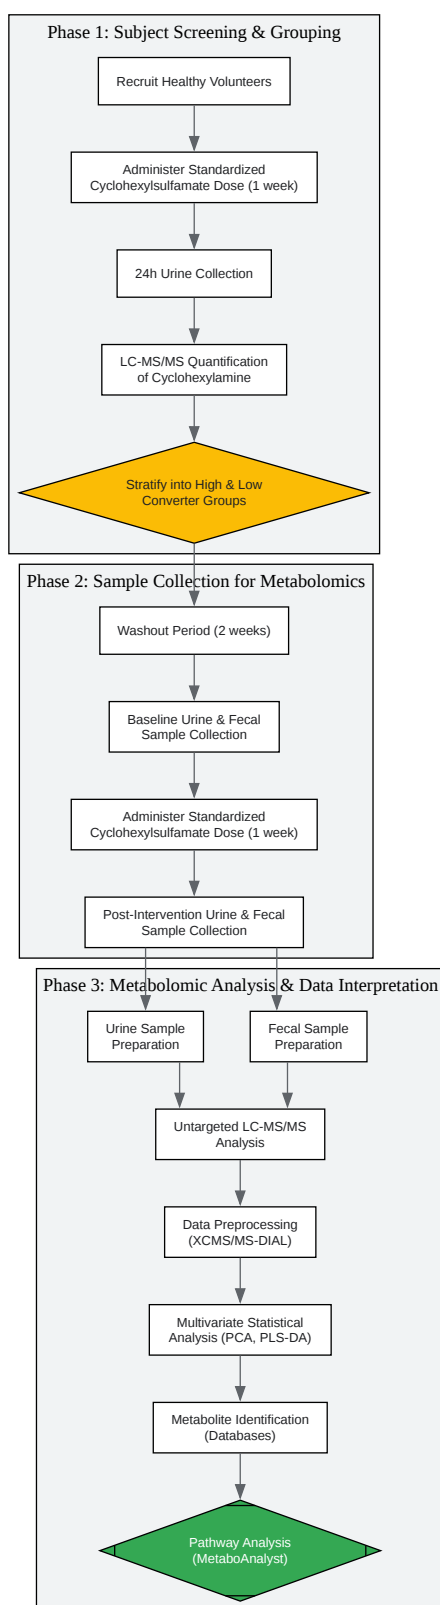 Phase 1: Subject Screening & Grouping
Recruit Healthy Volunteers
Administer Standardized
Cyclohexylsulfamate Dose (1 week)
24h Urine Collection
LC-MS/MS Quantification
of Cyclohexylamine
Stratify into High & Low
Converter Groups
Phase 2: Sample Collection for Metabolomics
Washout Period (2 weeks)
Baseline Urine & Fecal
Sample Collection
Administer Standardized
Cyclohexylsulfamate Dose (1 week)
Post-Intervention Urine & Fecal
Sample Collection
Phase 3: Metabolomic Analysis & Data Interpretation
Urine Sample
Preparation
Fecal Sample
Preparation
Untargeted LC-MS/MS
Analysis
Data Preprocessing
(XCMS/MS-DIAL)
Multivariate Statistical
Analysis (PCA, PLS-DA)
Metabolite Identification
(Databases)
Pathway Analysis
(MetaboAnalyst)